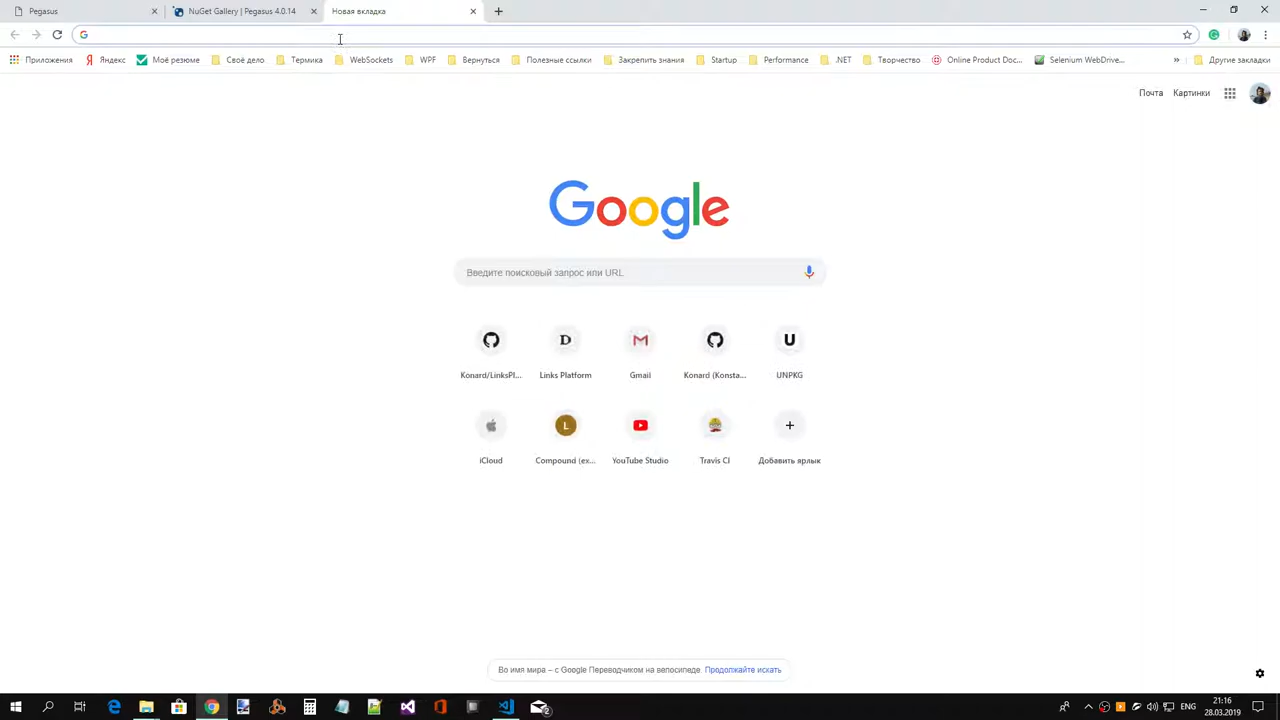 Pegasus
NuGet Gallery | Pegasus 4.0.14
Новая вкладка
Приложения
Яндекс
Моё резюме
Своё дело
Термика
WebSockets
WPF
Вернуться
Полезные ссылки
Закрепить знания
Startup
Performance
.NET
Творчество
Online Product Doc...
Selenium WebDrive...
»
Другие закладки
Почта Картинки
Google
Введите поисковый запрос или URL
Konard/LinksPl...
Links Platform
Gmail
Konard (Konsta...
UNPKG
iCloud
Compound (ex...
YouTube Studio
Travis CI
Добавить ярлык
Во имя мира – с Google Переводчиком на велосипеде. Продолжайте искать
ENG
21:16
28.03.2019